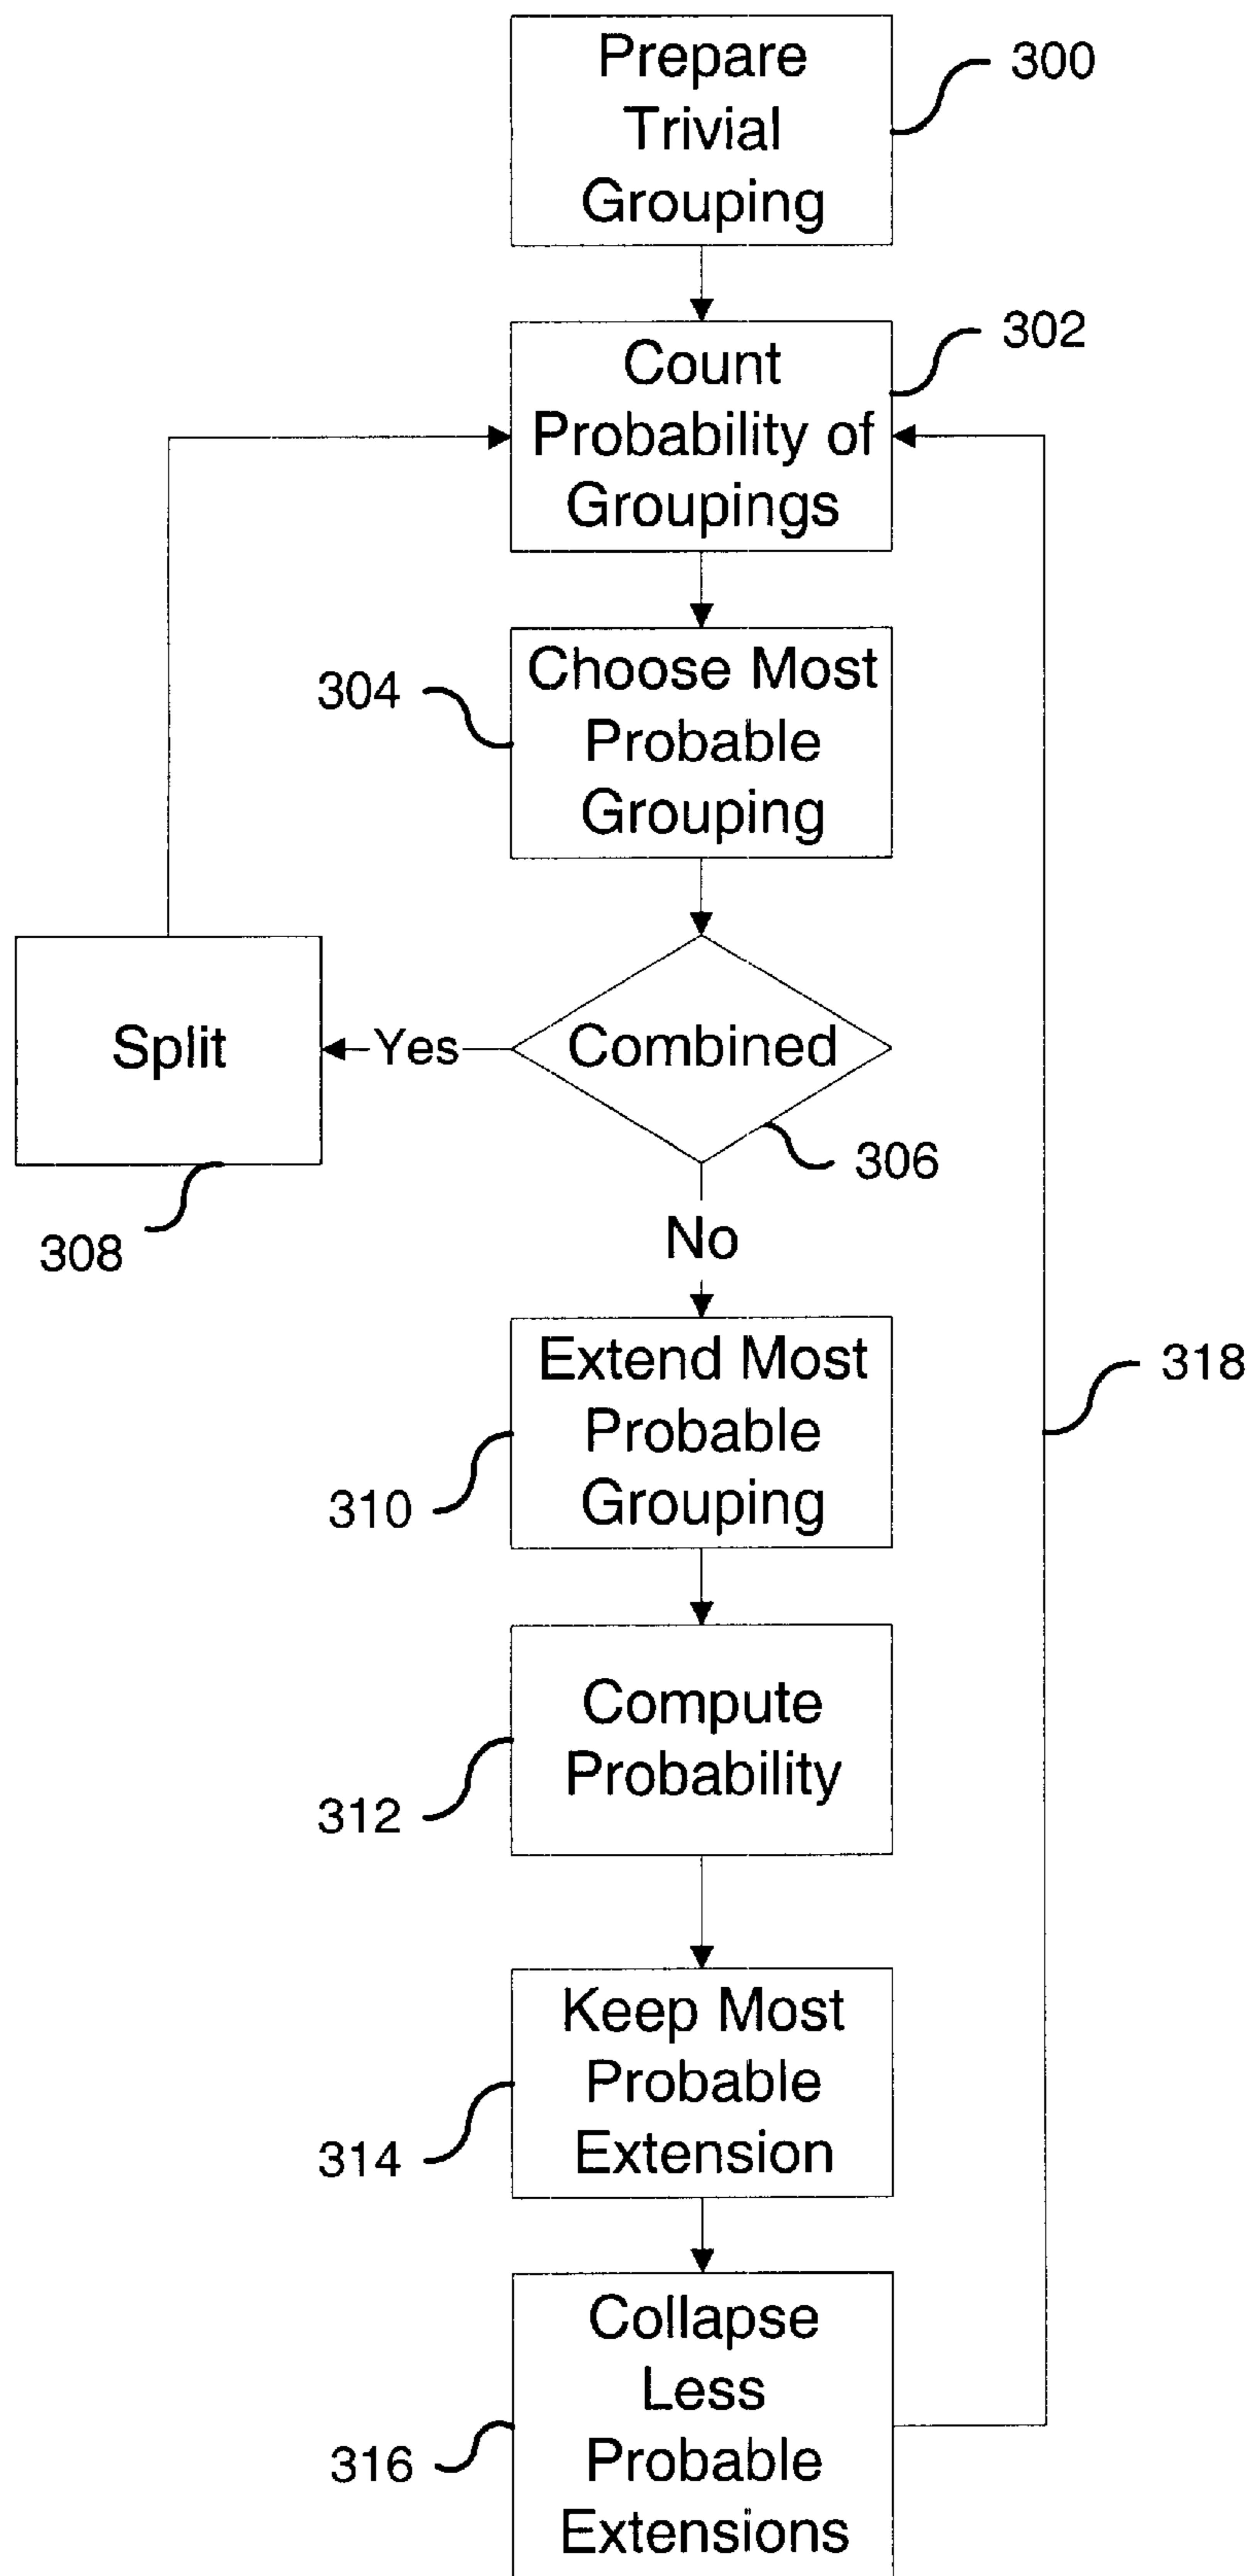 Prepare
Trivial
Grouping
300
Count
Probability of
Groupings
302
Choose Most
Probable
Grouping
304
Combined
306
Yes
Split
308
No
Extend Most
Probable
Grouping
310
318
Compute
Probability
312
Keep Most
Probable
Extension
314
Collapse
Less
Probable
Extensions
316